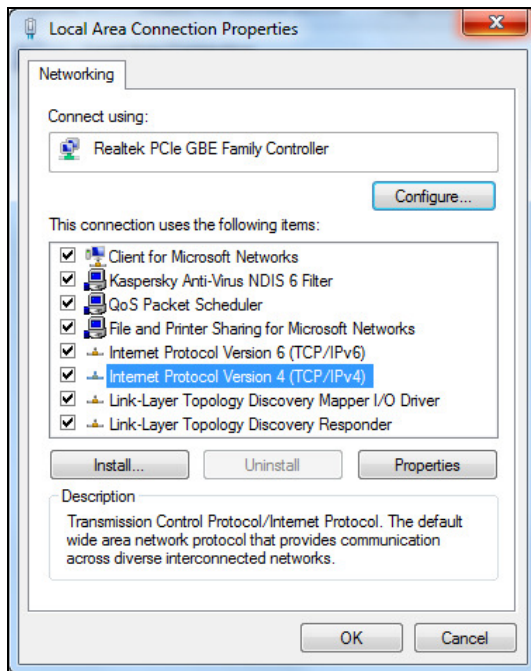 Local Area Connection Properties
Networking
Connect using:
Realtek PCIe GBE Family Controller
Configure...
This connection uses the following items:
Client for Microsoft Networks
Kaspersky Anti-Virus NDIS 6 Filter
QoS Packet Scheduler
File and Printer Sharing for Microsoft Networks
Internet Protocol Version 6 (TCP/IPv6)
Internet Protocol Version 4 (TCP/IPv4)
Link-Layer Topology Discovery Mapper I/O Driver
Link-Layer Topology Discovery Responder
Install... Uninstall Properties
Description
Transmission Control Protocol/Internet Protocol. The default
wide area network protocol that provides communication
across diverse interconnected networks.
OK Cancel